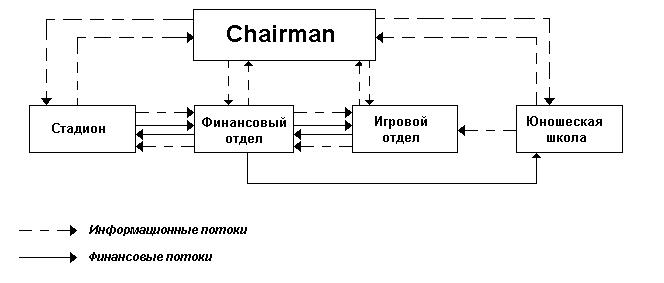 Chairman
Стадион
Финансовый
отдел
Игровой
отдел
Юношеская
школа
Информационные потоки
Финансовые потоки